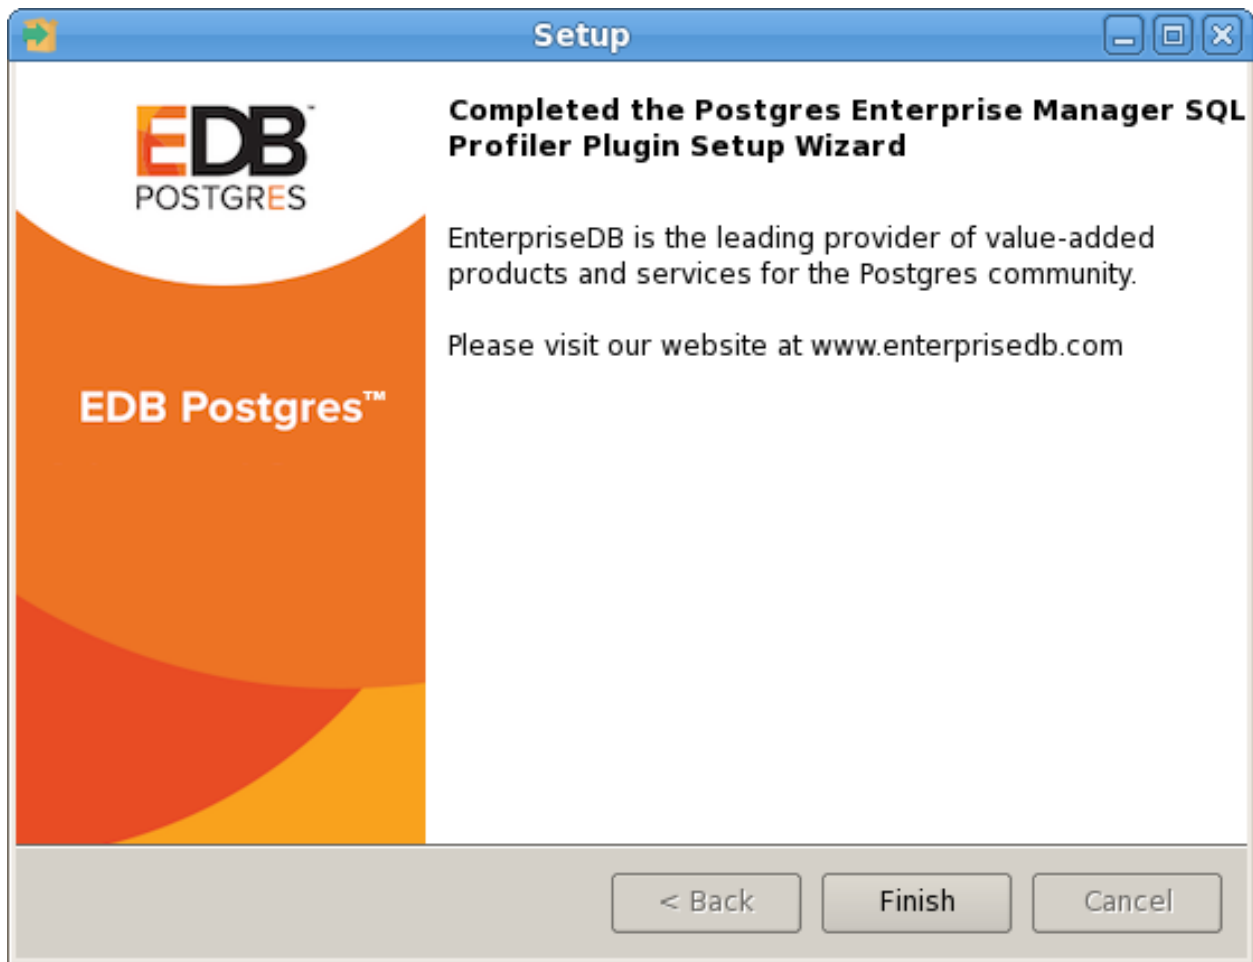 Setup
EDB™
POSTGRES
EDB Postgres™
Completed the Postgres Enterprise Manager SQL
Profiler Plugin Setup Wizard
EnterpriseDB is the leading provider of value-added
products and services for the Postgres community.
Please visit our website at www.enterprisedb.com
< Back
Finish
Cancel